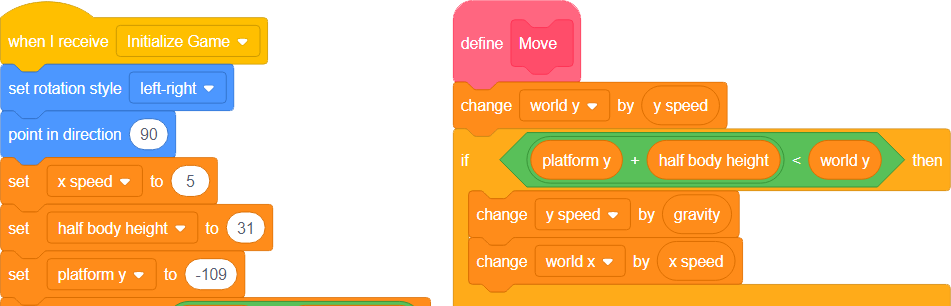 when I receive Initialize Game
set rotation style left-right
point in direction 90
set x speed to 5
set half body height to 31
set platform y to -109
define Move
change world y by y speed
if platform y + half body height < world y then
change y speed by gravity
change world x by x speed